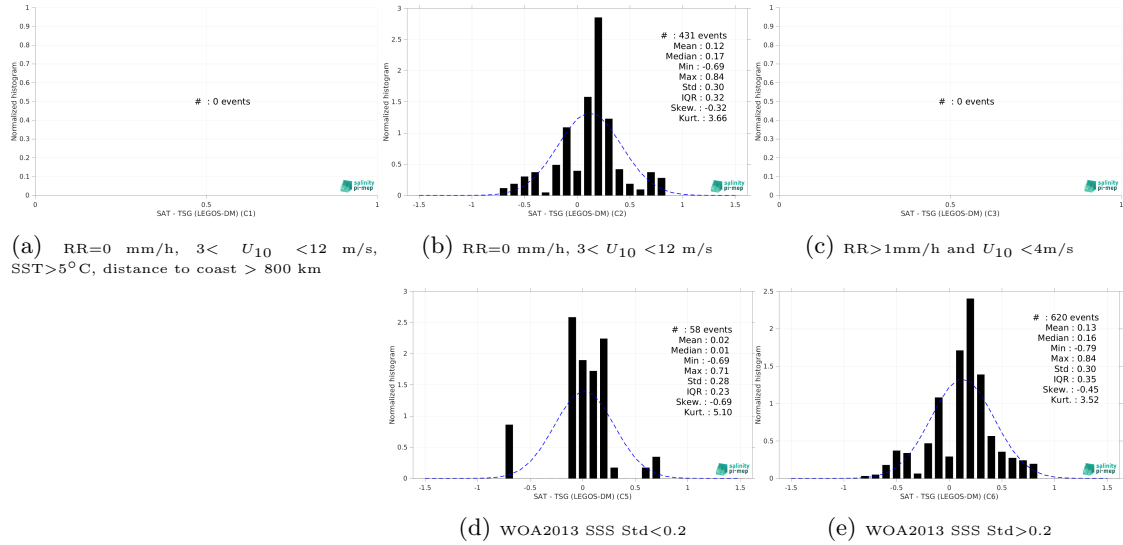 1
0.9
0.8
0.7
0.6
0.5
0.4
0.3
0.2
0.1
0
Normalized histogram
# : 0 events
salinity
pi-mep
0 0.5 1
SAT - TSG (LEGOS-DM) (C1)
(a) RR=0 mm/h, 3< U10 <12 m/s,
SST>5°C, distance to coast > 800 km
3
2.5
2
1.5
1
0.5
0
Normalized histogram
# : 431 events
Mean : 0.12
Median : 0.17
Min : -0.69
Max : 0.84
Std : 0.30
IQR : 0.32
Skew. : -0.32
Kurt. : 3.66
salinity
pi-mep
-1.5 -1 -0.5 0 0.5 1 1.5
SAT - TSG (LEGOS-DM) (C2)
(b) RR=0 mm/h, 3< U10 <12 m/s
1
0.9
0.8
0.7
0.6
0.5
0.4
0.3
0.2
0.1
0
Normalized histogram
# : 0 events
salinity
pi-mep
0 0.5 1
SAT - TSG (LEGOS-DM) (C3)
(c) RR>1mm/h and U10 <4m/s
3
2.5
2
1.5
1
0.5
0
Normalized histogram
# : 58 events
Mean : 0.02
Median : 0.01
Min : -0.69
Max : 0.71
Std : 0.28
IQR : 0.23
Skew. : -0.69
Kurt. : 5.10
salinity
pi-mep
-1.5 -1 -0.5 0 0.5 1 1.5
SAT - TSG (LEGOS-DM) (C5)
(d) WOA2013 SSS Std<0.2
2.5
2
1.5
1
0.5
0
Normalized histogram
# : 620 events
Mean : 0.13
Median : 0.16
Min : -0.79
Max : 0.84
Std : 0.30
IQR : 0.35
Skew. : -0.45
Kurt. : 3.52
salinity
pi-mep
-1.5 -1 -0.5 0 0.5 1 1.5
SAT - TSG (LEGOS-DM) (C6)
(e) WOA2013 SSS Std>0.2